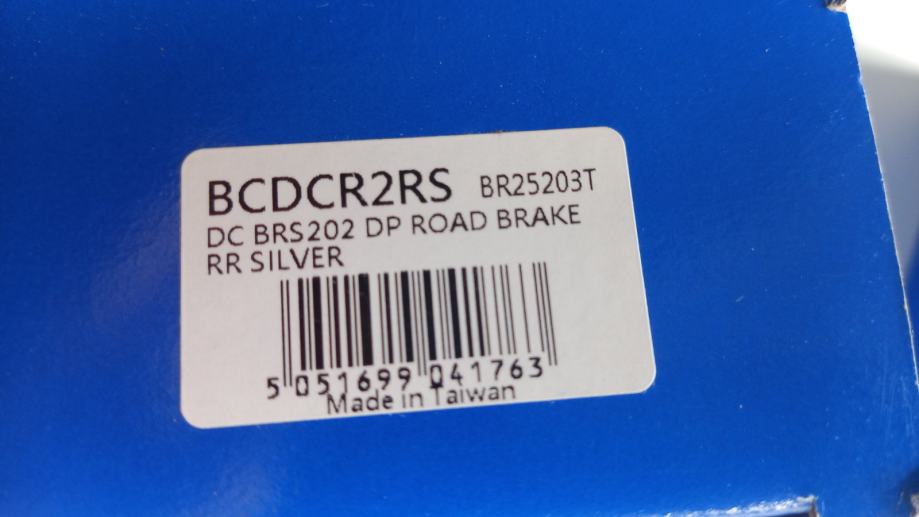 BCDCR2RS BR25203T
DC BRS202 DP ROAD BRAKE
RR SILVER
5 051699 041763
Made in Taiwan